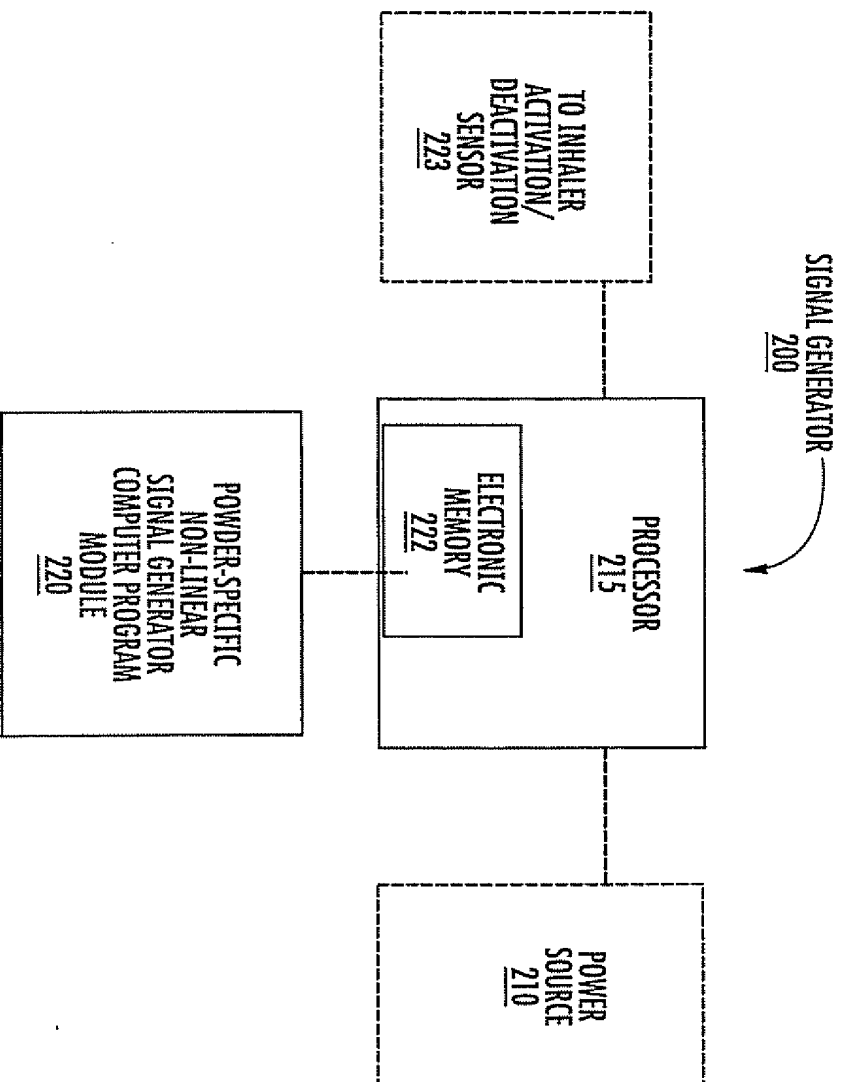 SIGNAL GENERATOR
200
TO INHALER
ACTIVATION/
DEACTIVATION
SENSOR
223
PROCESSOR
215
ELECTRONIC
MEMORY
222
POWER
SOURCE
210
POWDER-SPECIFIC
NON-LINEAR
SIGNAL GENERATOR
COMPUTER PROGRAM
MODULE
220